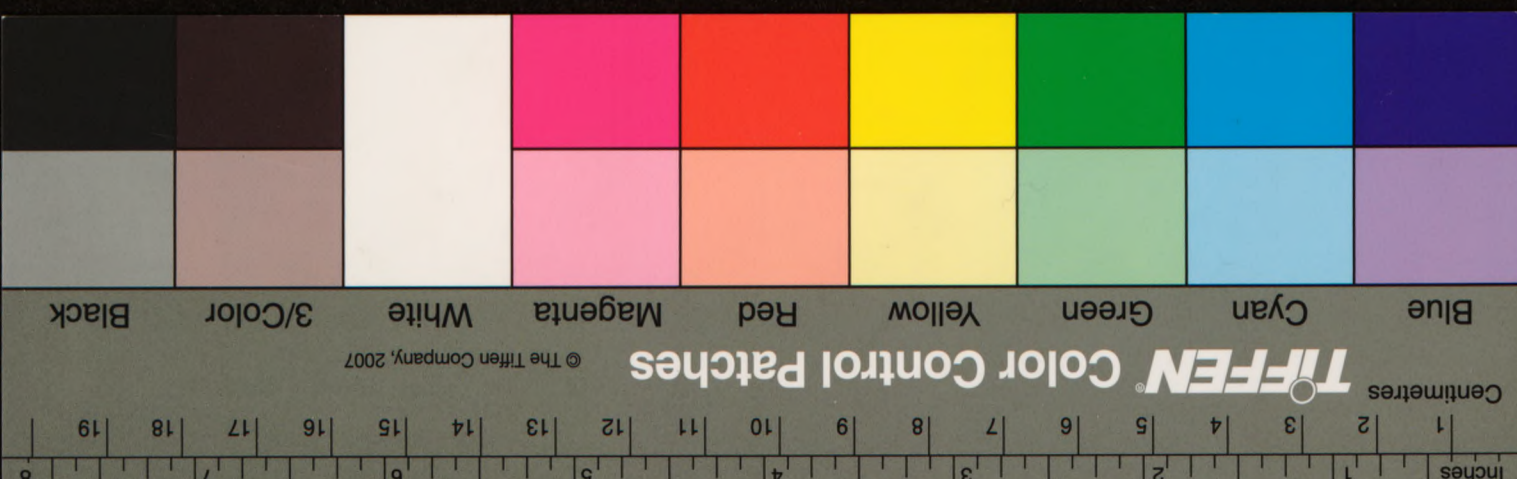 Inches 1 2 3 4 5 6 7 8
1 2 3 4 5 6 7 8 9 10 11 12 13 14 15 16 17 18 19
Centimetres
TIFFEN® Color Control Patches © The Tiffen Company, 2007
Blue Cyan Green Yellow Red Magenta White 3/Color Black